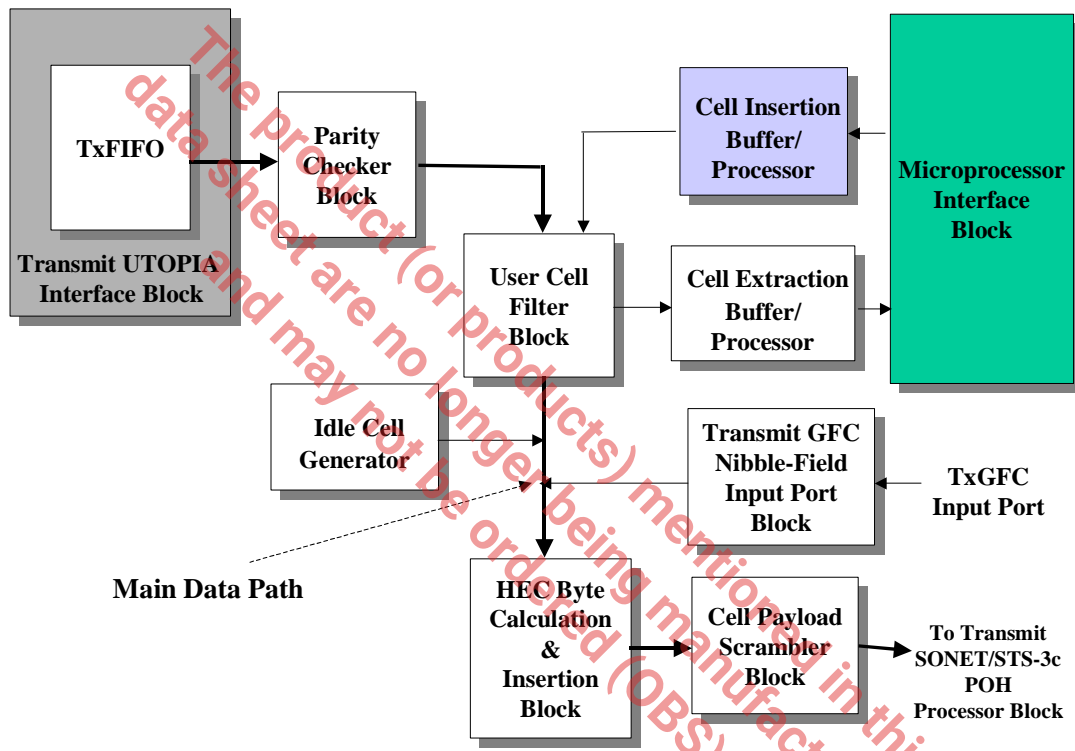 TxFIFO
Transmit UTOPIA
Interface Block
Parity
Checker
Block
Cell Insertion
Buffer/
Processor
Microprocessor
Interface
Block
User Cell
Filter
Block
Cell Extraction
Buffer/
Processor
Idle Cell
Generator
Transmit GFC
Nibble-Field
Input Port
Block
TxGFC
Input Port
Main Data Path
HEC Byte
Calculation
&
Insertion
Block
Cell Payload
Scrambler
Block
To Transmit
SONET/STS-3c
POH
Processor Block
The product (or products) mentioned in this
data sheet are no longer being manufact
and may not be ordered (OBS)